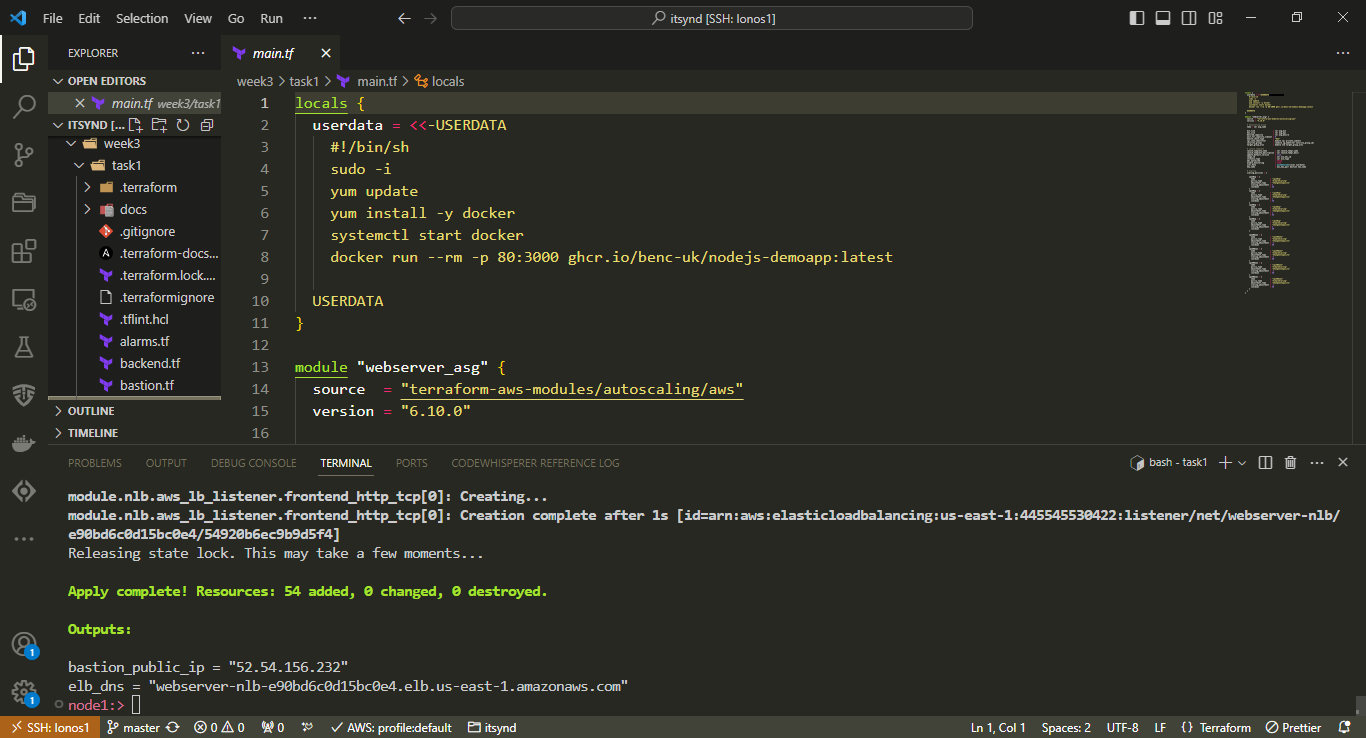 File Edit Selection View Go Run ···
itsynd [SSH: Ionos1]
EXPLORER ···
main.tf
OPEN EDITORS
main.tf week3/task1
ITSYND [...
week3
task1
.terraform
docs
.gitignore
.terraform-docs...
.terraform.lock....
.terraformignore
.tflint.hcl
alarms.tf
backend.tf
bastion.tf
OUTLINE
TIMELINE
week3 > task1 > main.tf > locals
1 locals {
2 userdata = <<-USERDATA
3 #!/bin/sh
4 sudo -i
5 yum update
6 yum install -y docker
7 systemctl start docker
8 docker run --rm -p 80:3000 ghcr.io/benc-uk/nodejs-demoapp:latest
9
10 USERDATA
11 }
12
13 module "webserver_asg" {
14 source = "terraform-aws-modules/autoscaling/aws"
15 version = "6.10.0"
16
PROBLEMS OUTPUT DEBUG CONSOLE TERMINAL PORTS CODEWHISPERER REFERENCE LOG
bash - task1
module.nlb.aws_lb_listener.frontend_http_tcp[0]: Creating...
module.nlb.aws_lb_listener.frontend_http_tcp[0]: Creation complete after 1s [id=arn:aws:elasticloadbalancing:us-east-1:445545530422:listener/net/webserver-nlb/
e90bd6c0d15bc0e4/54920b6ec9b9d5f4]
Releasing state lock. This may take a few moments...
Apply complete! Resources: 54 added, 0 changed, 0 destroyed.
Outputs:
bastion_public_ip = "52.54.156.232"
elb_dns = "webserver-nlb-e90bd6c0d15bc0e4.elb.us-east-1.amazonaws.com"
node1:>
1
1
SSH: Ionos1 master 0 0 0 AWS: profile:default itsynd Ln 1, Col 1 Spaces: 2 UTF-8 LF {} Terraform Prettier